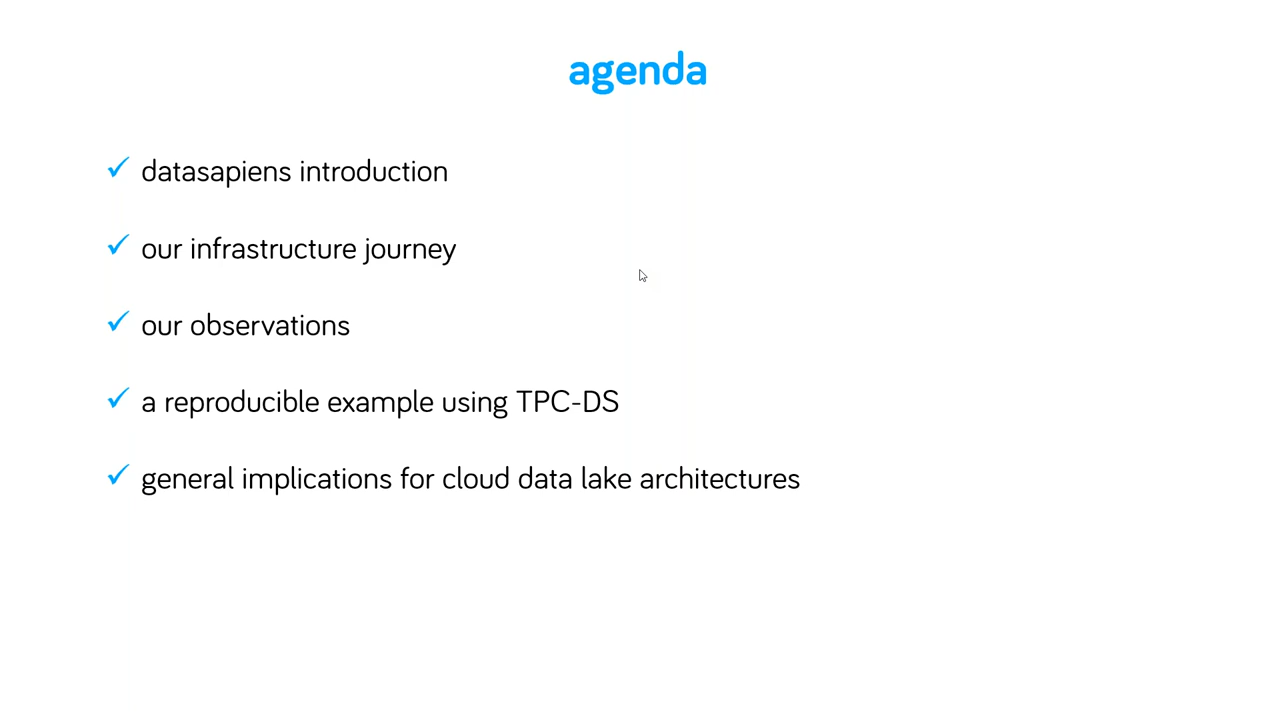 agenda
datasapiens introduction
our infrastructure journey
our observations
a reproducible example using TPC-DS
general implications for cloud data lake architectures